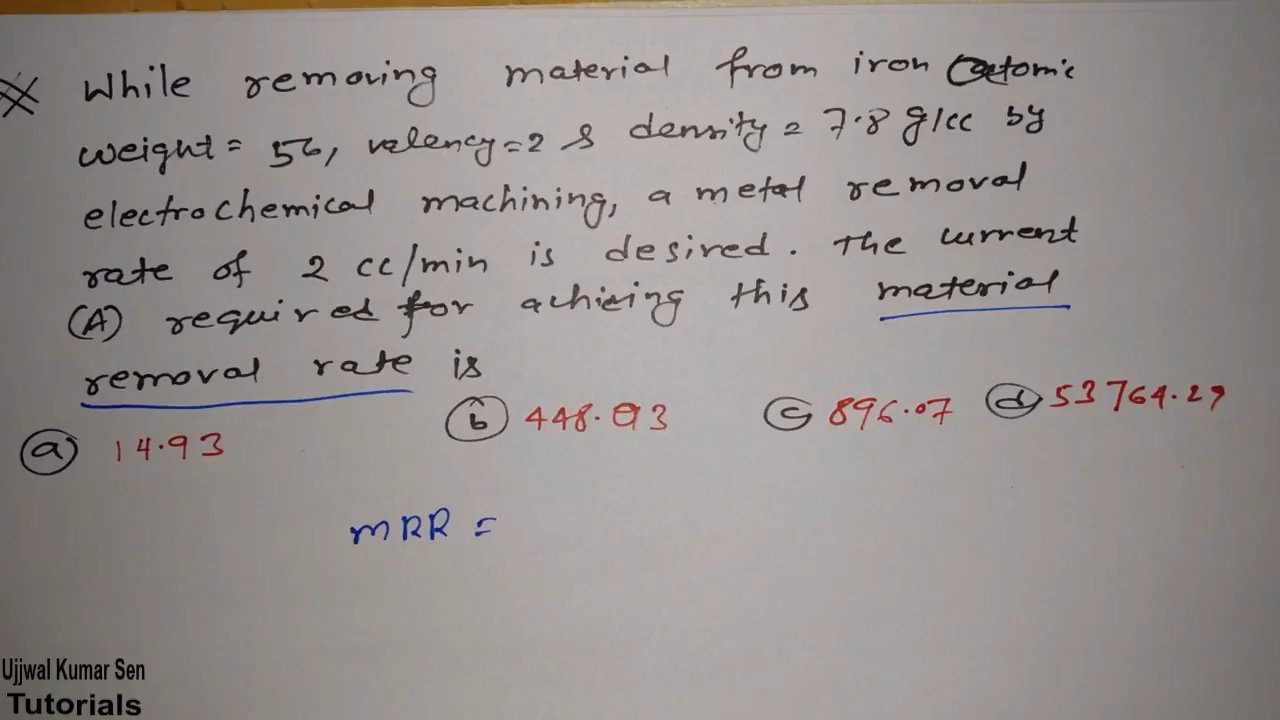 While removing material from iron (atomic
weight = 56, valency = 2 & density = 7.8 g/cc by
electrochemical machining, a metal removal
rate of 2 cc/min is desired. The current
(A) required for achieing this material
removal rate is
(a) 14.93 (b) 448.03 (c) 896.07 (d) 53764.29
MRR =
Ujjwal Kumar Sen
Tutorials